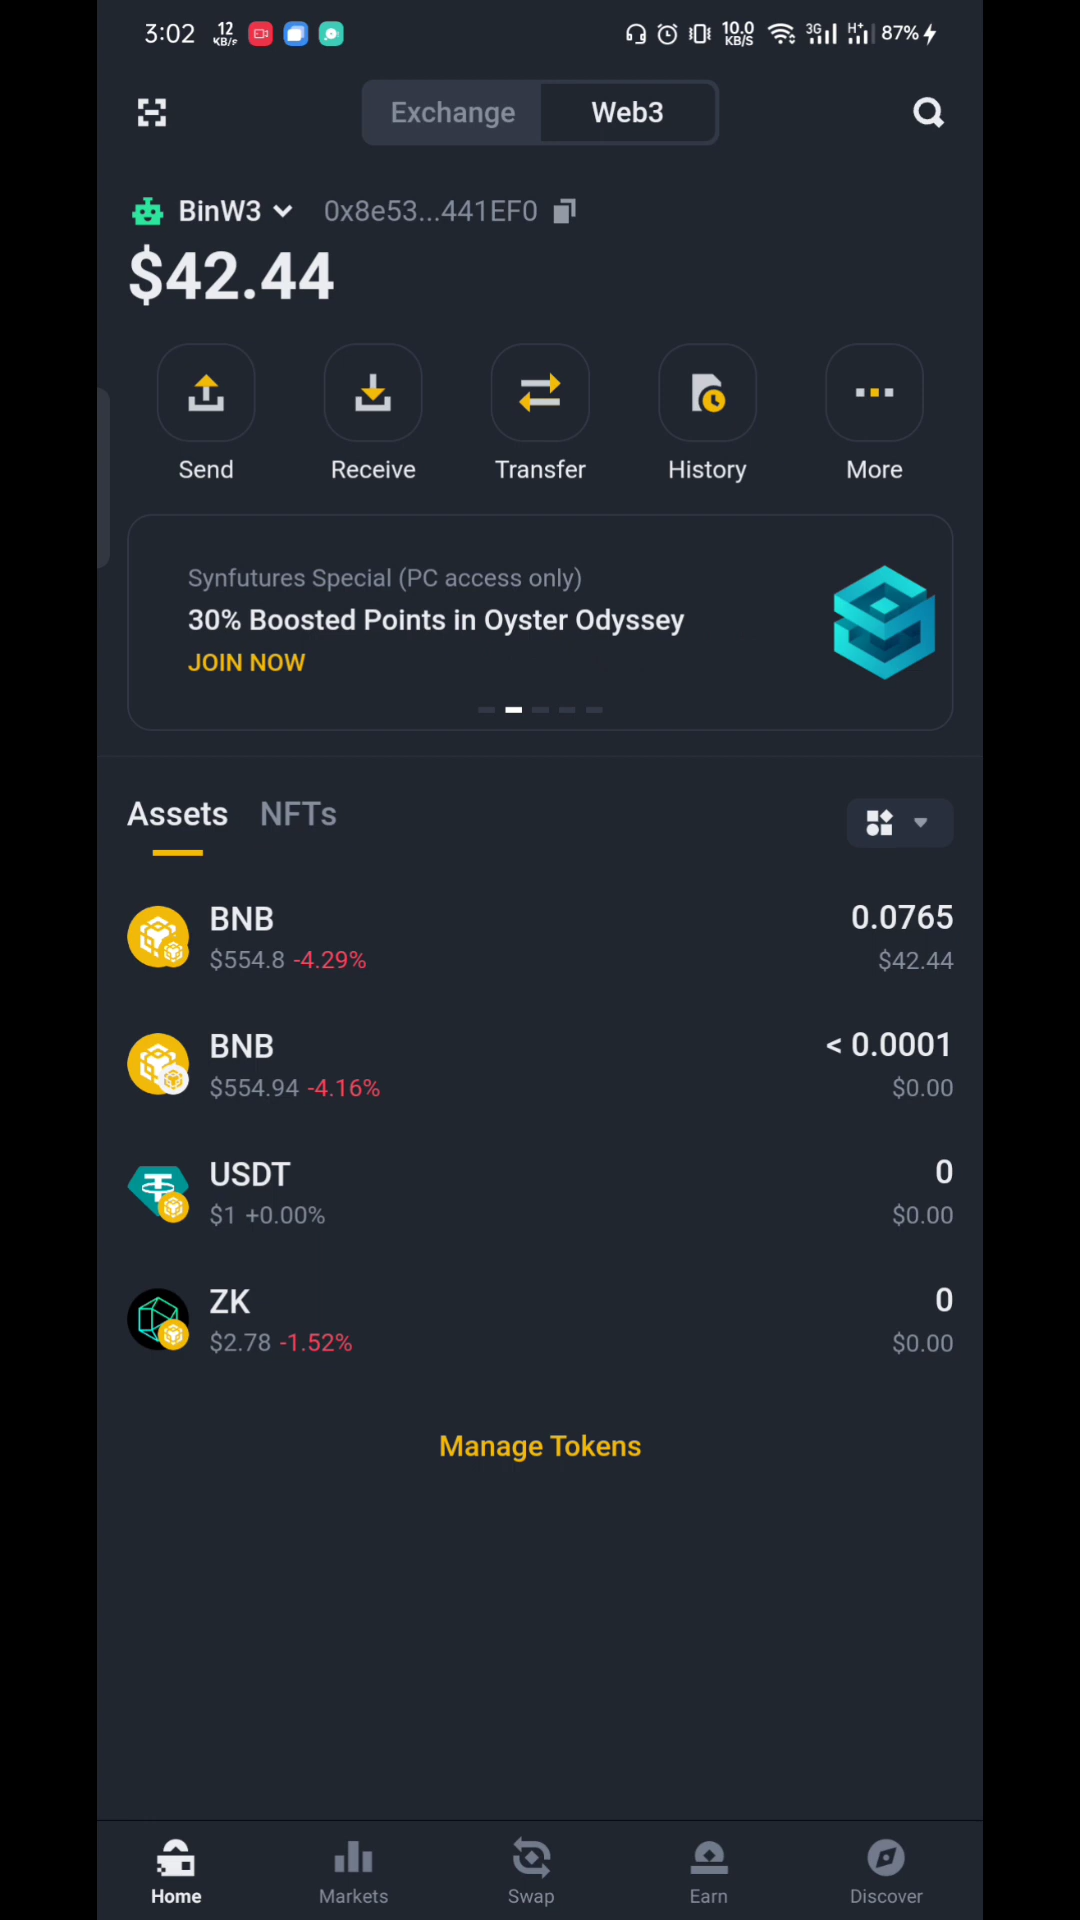 3:02 12 KB/s 10.0 KB/S 3G H+ 87%
Exchange Web3
BinW3 0x8e53...441EF0
$42.44
Send Receive Transfer History More
Synfutures Special (PC access only)
30% Boosted Points in Oyster Odyssey
JOIN NOW
Assets NFTs
BNB 0.0765
$554.8 -4.29% $42.44
BNB < 0.0001
$554.94 -4.16% $0.00
USDT 0
$1 +0.00% $0.00
ZK 0
$2.78 -1.52% $0.00
Manage Tokens
Home Markets Swap Earn Discover